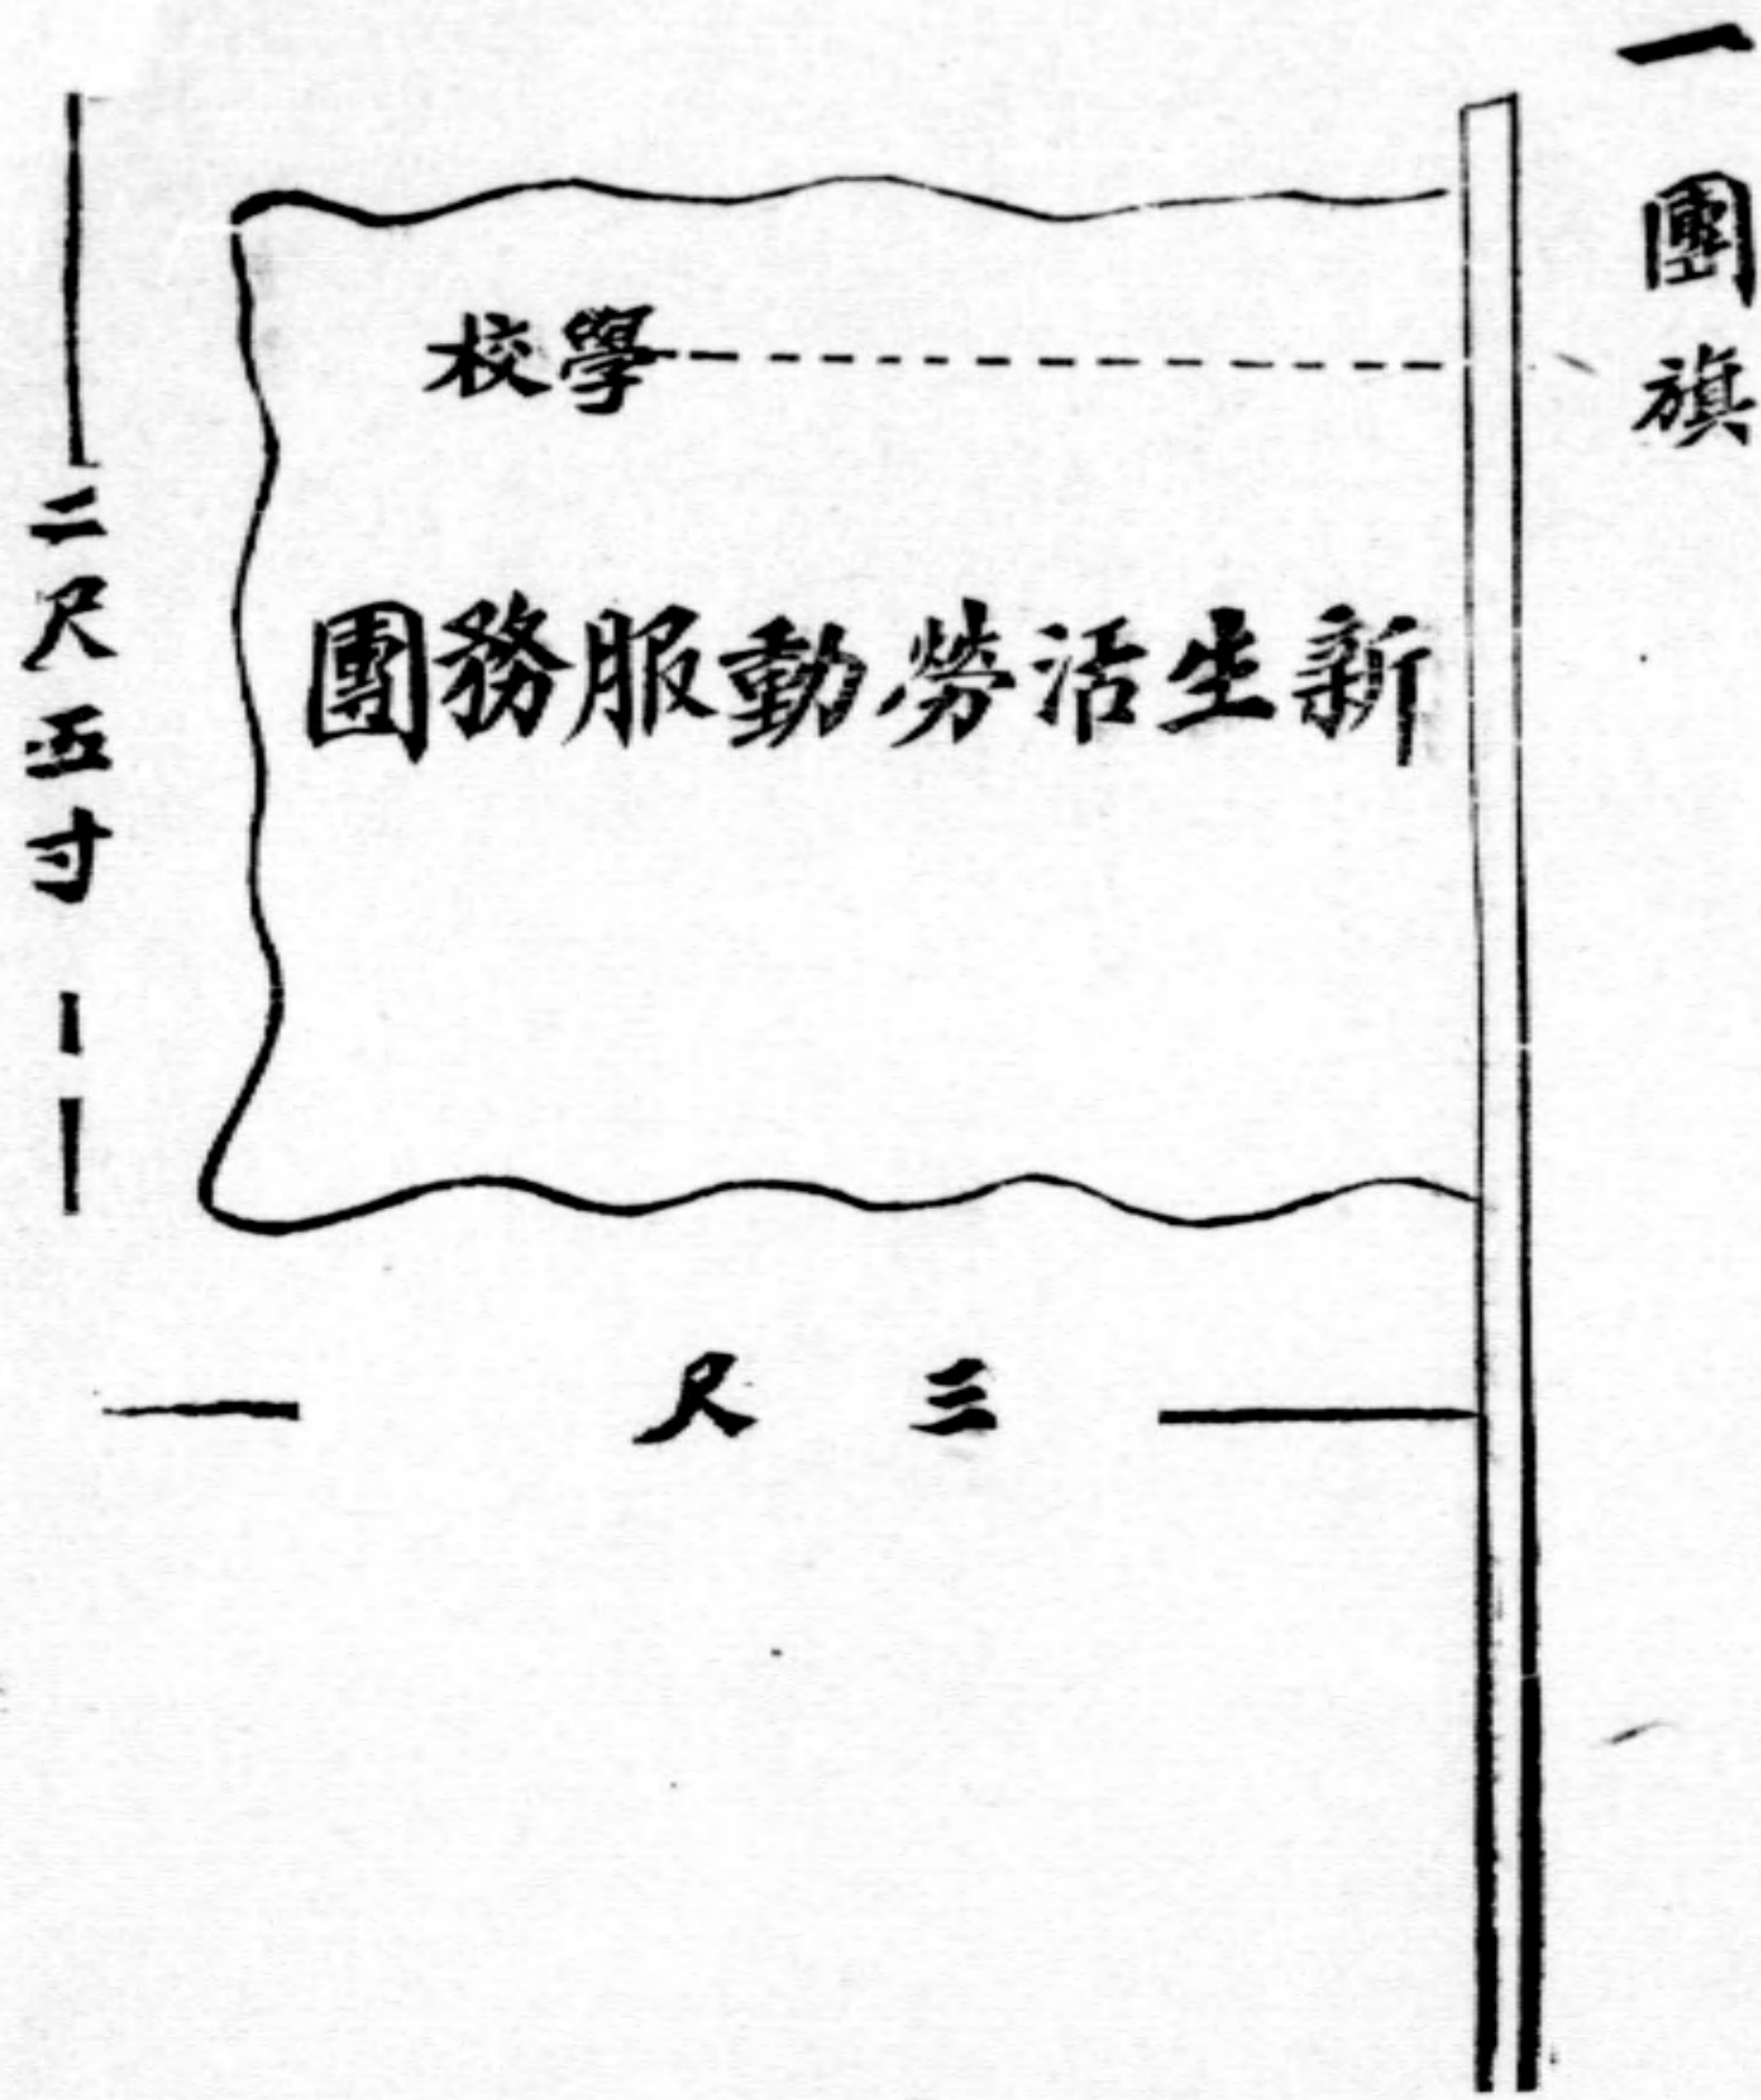 一 團旗
學校
新生活勞動服務團
二尺五寸
三尺